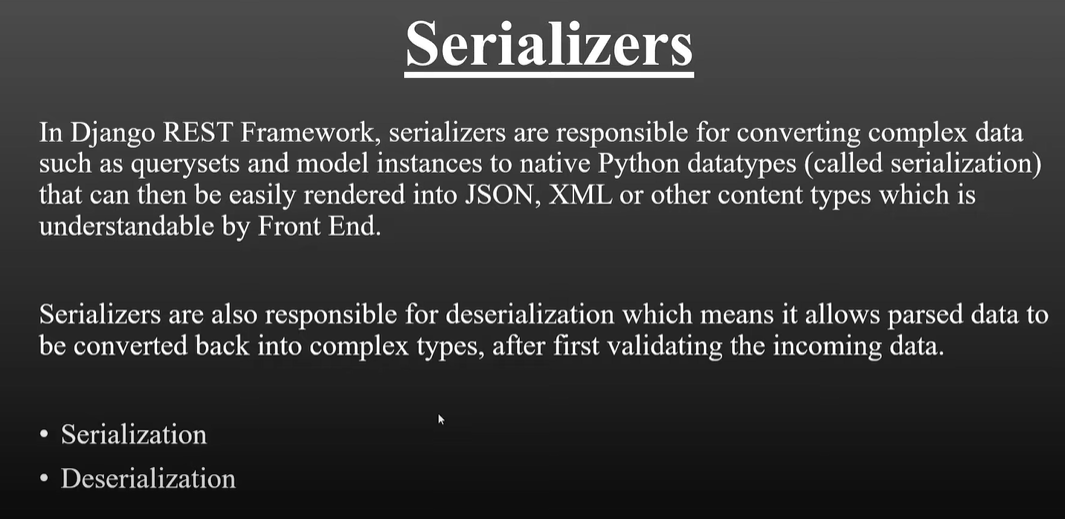 Serializers
In Django REST Framework, serializers are responsible for converting complex data
such as querysets and model instances to native Python datatypes (called serialization)
that can then be easily rendered into JSON, XML or other content types which is
understandable by Front End.
Serializers are also responsible for deserialization which means it allows parsed data to
be converted back into complex types, after first validating the incoming data.
• Serialization
• Deserialization